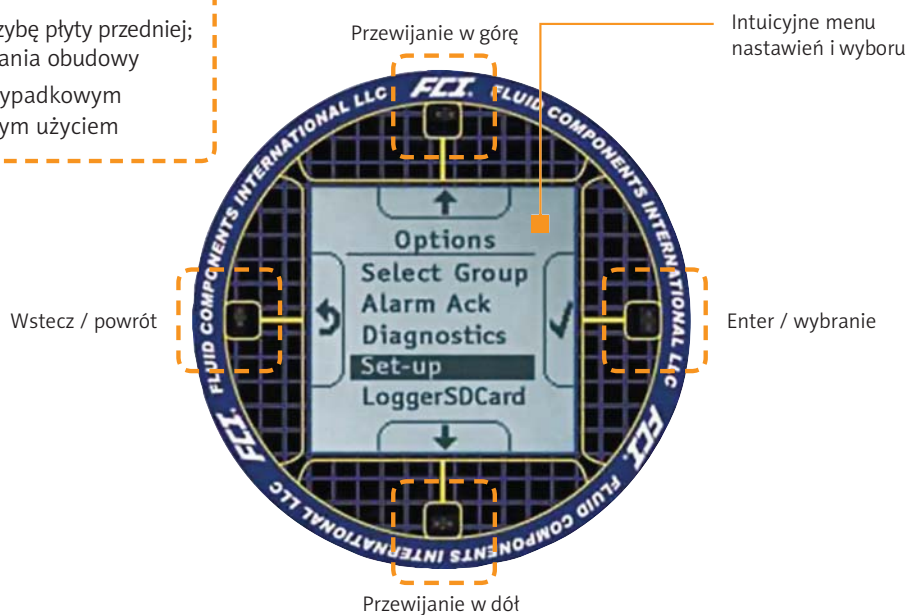 zybę płyty przedniej;
ania obudowy
ypadkowym
ym użyciem
Przewijanie w górę
Intuicyjne menu
nastawień i wyboru
FCI. FLUID COMPONENTS INTERNATIONAL LLC
FCI. FLUID COMPONENTS INTERNATIONAL LLC
FCI. FLUID COMPONENTS INTERNATIONAL LLC
Options
Select Group
Alarm Ack
Diagnostics
Set-up
LoggerSDCard
Wstecz / powrót
Enter / wybranie
Przewijanie w dół